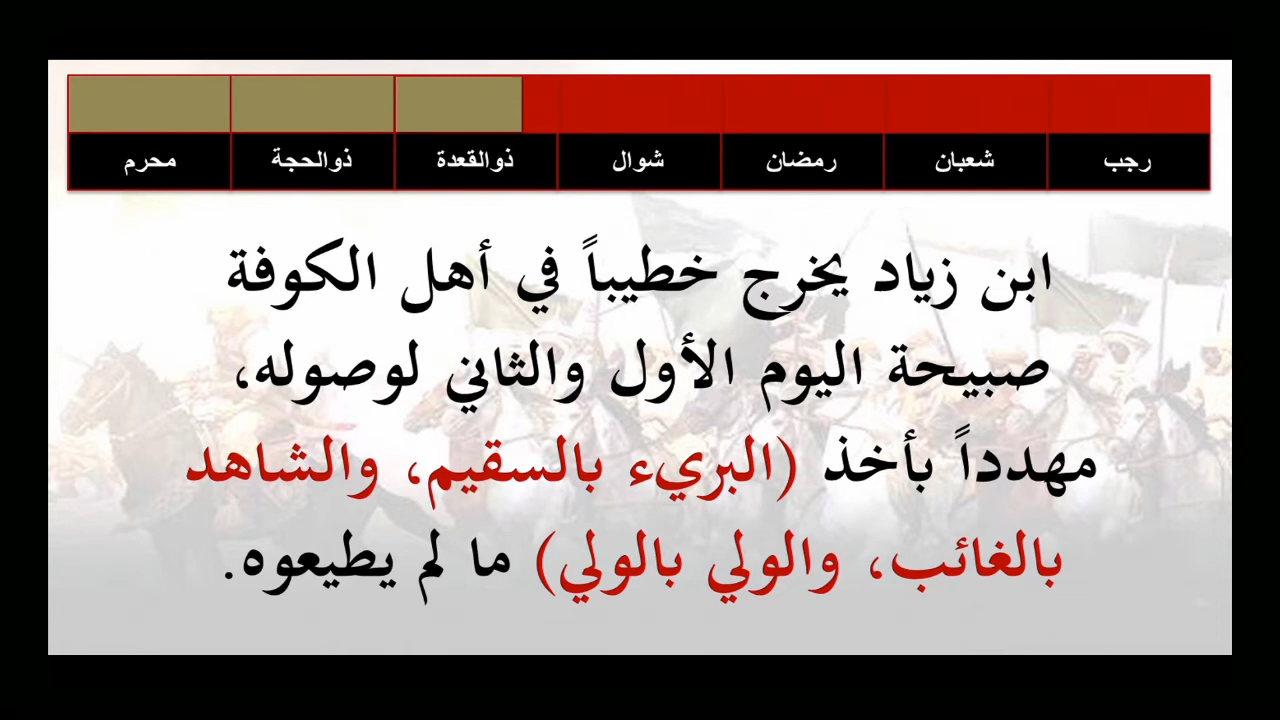 رجب شعبان رمضان شوال ذوالقعدة ذوالحجة محرم
ابن زياد يخرج خطيباً في أهل الكوفة
صبيحة اليوم الأول والثاني لوصوله،
مهدداً بأخذ (البريء بالسقيم، والشاهد
بالغائب، والولي بالولي) ما لم يطيعوه.